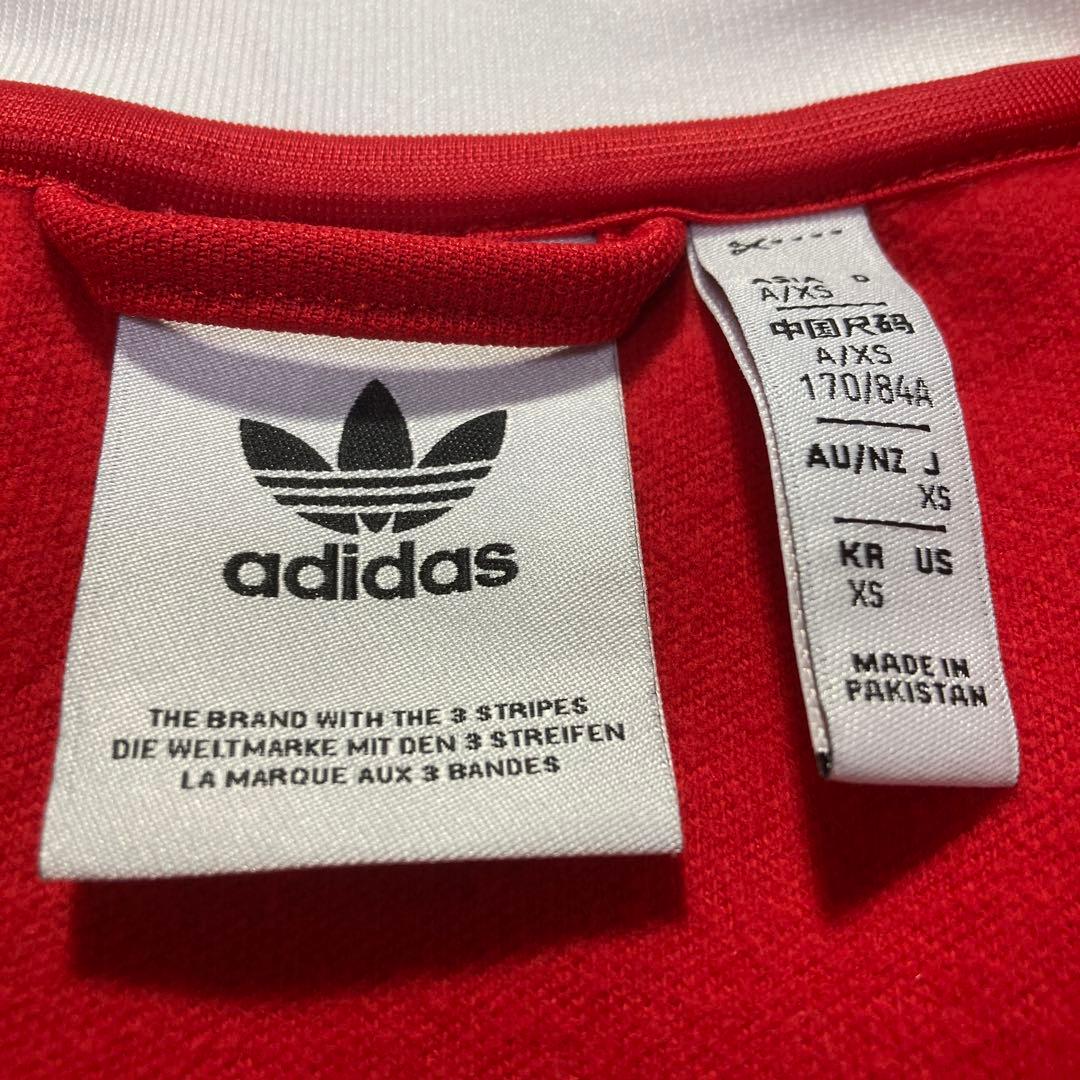 adidas
THE BRAND WITH THE 3 STRIPES
DIE WELTMARKE MIT DEN 3 STREIFEN
LA MARQUE AUX 3 BANDES
ASIA D
A/XS
中国尺码
A/XS
170/84A
AU/NZ J
XS
KR US
XS
MADE IN
PAKISTAN